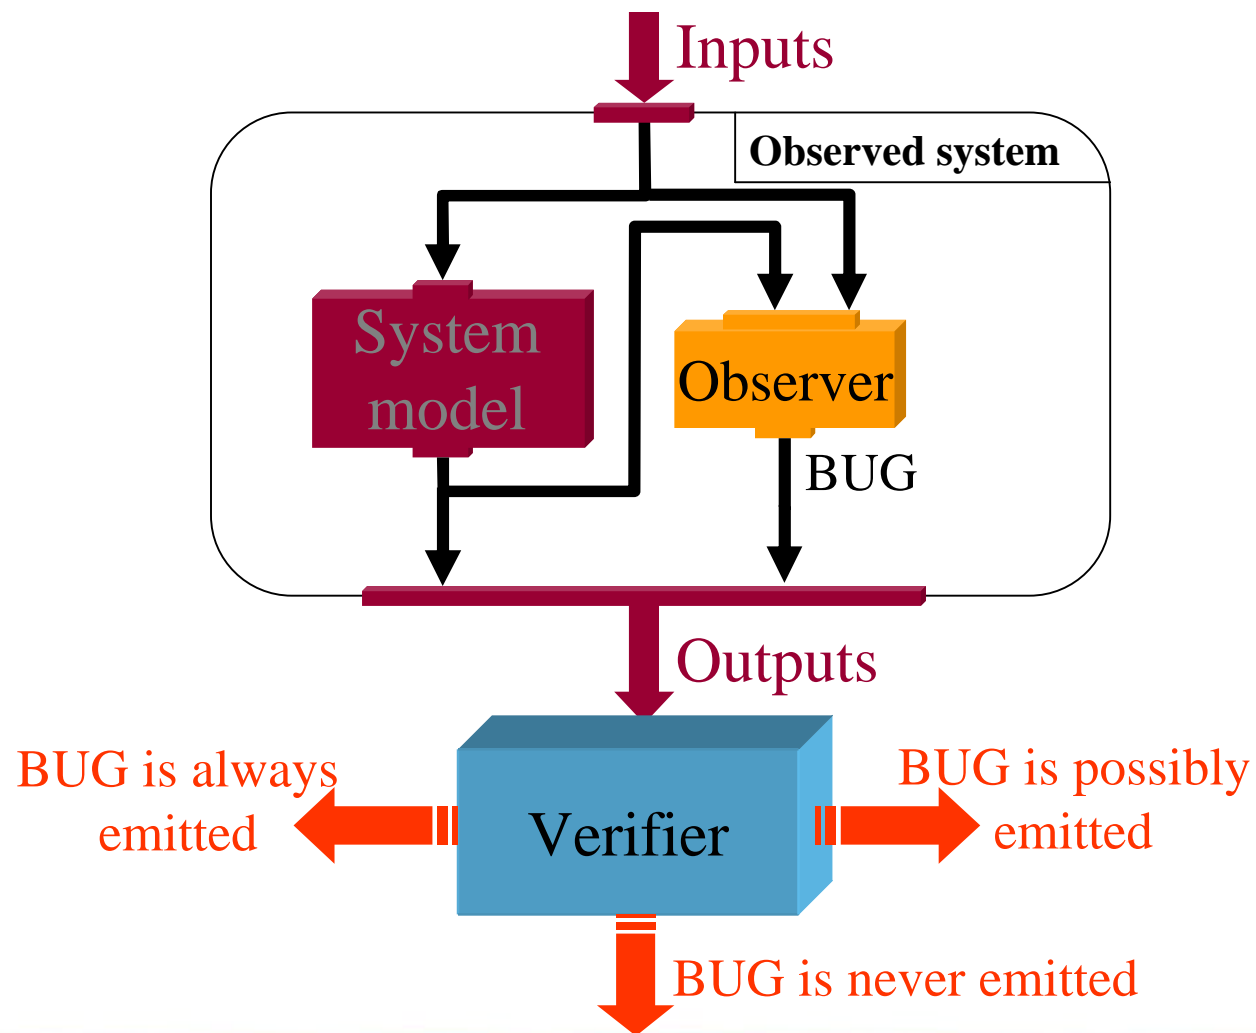 Inputs
Observed system
System
model
Observer
BUG
Outputs
BUG is always
emitted
Verifier
BUG is possibly
emitted
BUG is never emitted